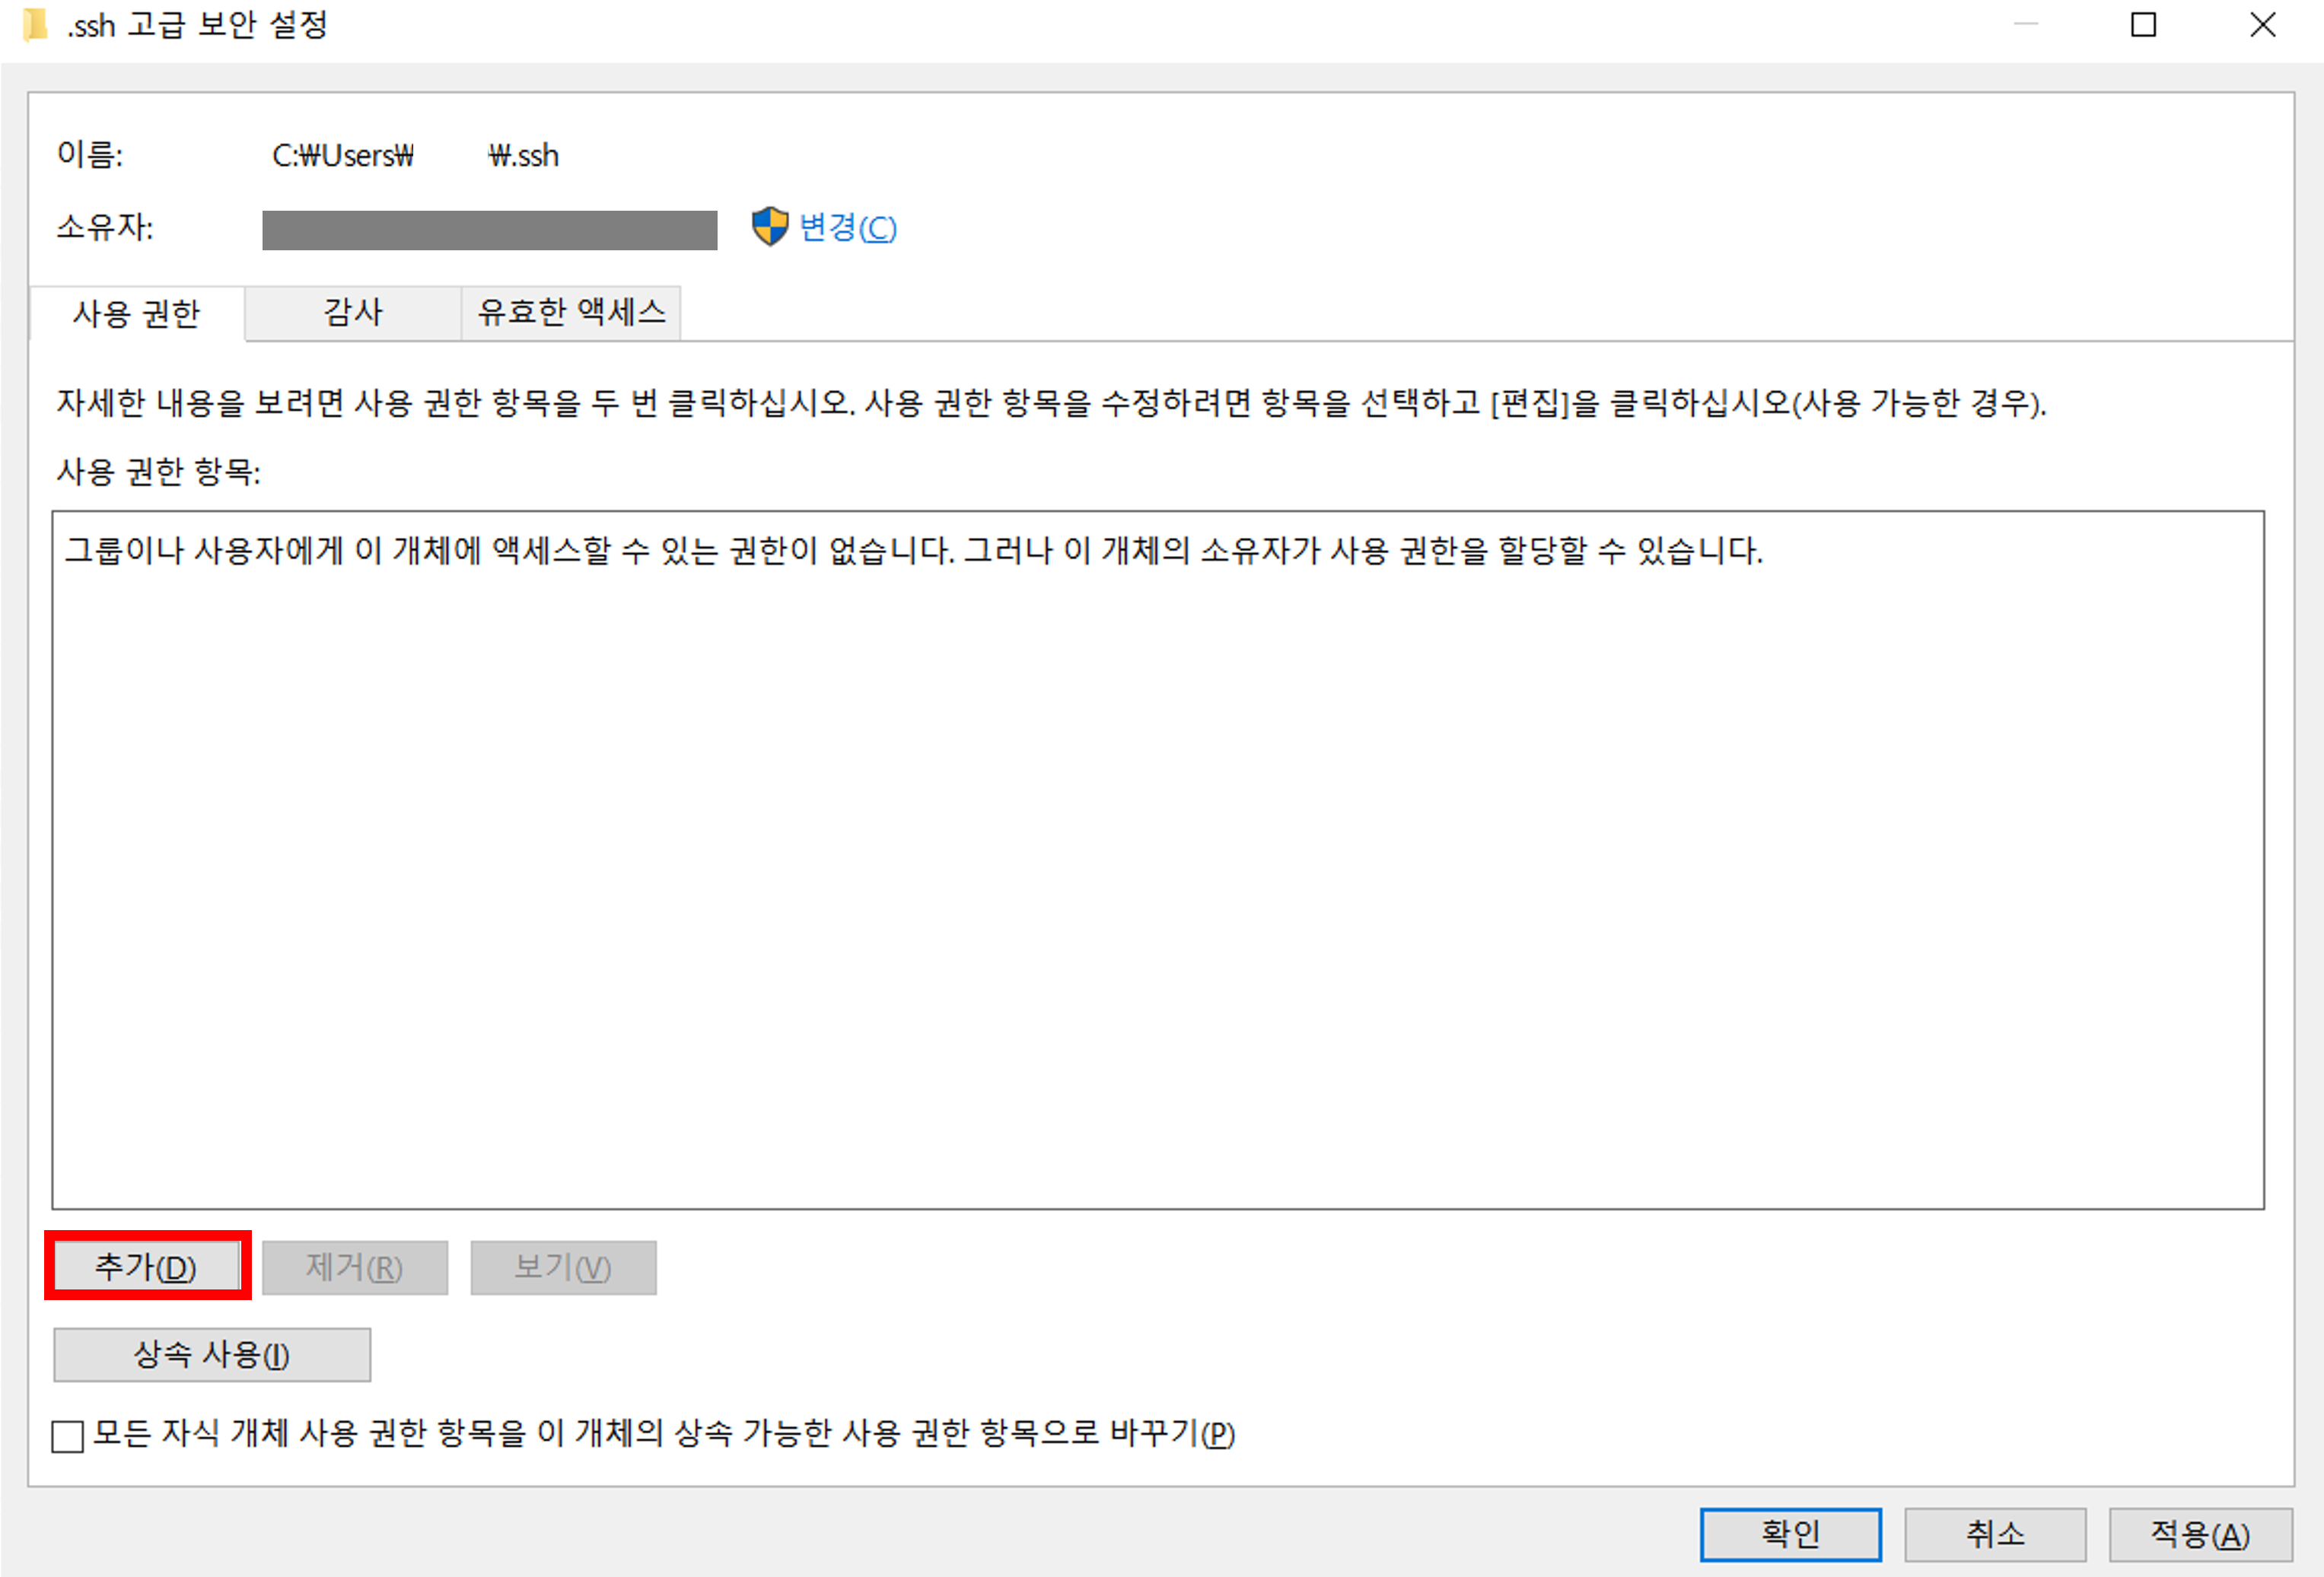 .ssh 고급 보안 설정
이름: C:₩Users₩ ₩.ssh
소유자: 변경(C)
사용 권한 감사 유효한 액세스
자세한 내용을 보려면 사용 권한 항목을 두 번 클릭하십시오. 사용 권한 항목을 수정하려면 항목을 선택하고 [편집]을 클릭하십시오(사용 가능한 경우).
사용 권한 항목:
그룹이나 사용자에게 이 개체에 액세스할 수 있는 권한이 없습니다. 그러나 이 개체의 소유자가 사용 권한을 할당할 수 있습니다.
추가(D) 제거(R) 보기(V)
상속 사용(I)
모든 자식 개체 사용 권한 항목을 이 개체의 상속 가능한 사용 권한 항목으로 바꾸기(P)
확인 취소 적용(A)